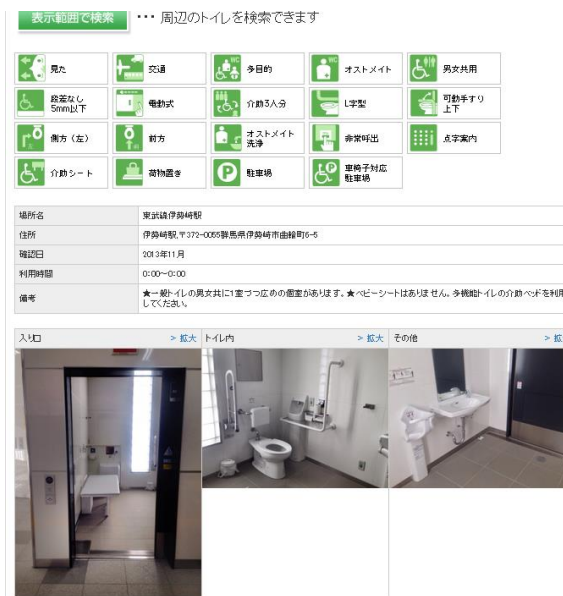 表示範囲で検索 ･･･ 周辺のトイレを検索できます
見た 交通 多目的 オストメイト 男女共用
段差なし 5mm以下 電動式 介助3人分 L字型 可動手すり 上下
側方（左） 前方 オストメイト 洗浄 非常呼出 点字案内
介助シート 荷物置き 駐車場 車椅子対応 駐車場
場所名 東武線伊勢崎駅
住所 伊勢崎駅,〒372-0055群馬県伊勢崎市曲輪町6-5
確認日 2013年11月
利用時間 0:00～0:00
備考 ★一般トイレの男女共に1室づつ広めの個室があります。★ベビーシートはありません。多機能トイレの介助ベッドを利用
してください。
入り口 > 拡大 トイレ内 > 拡大 その他 > 拡